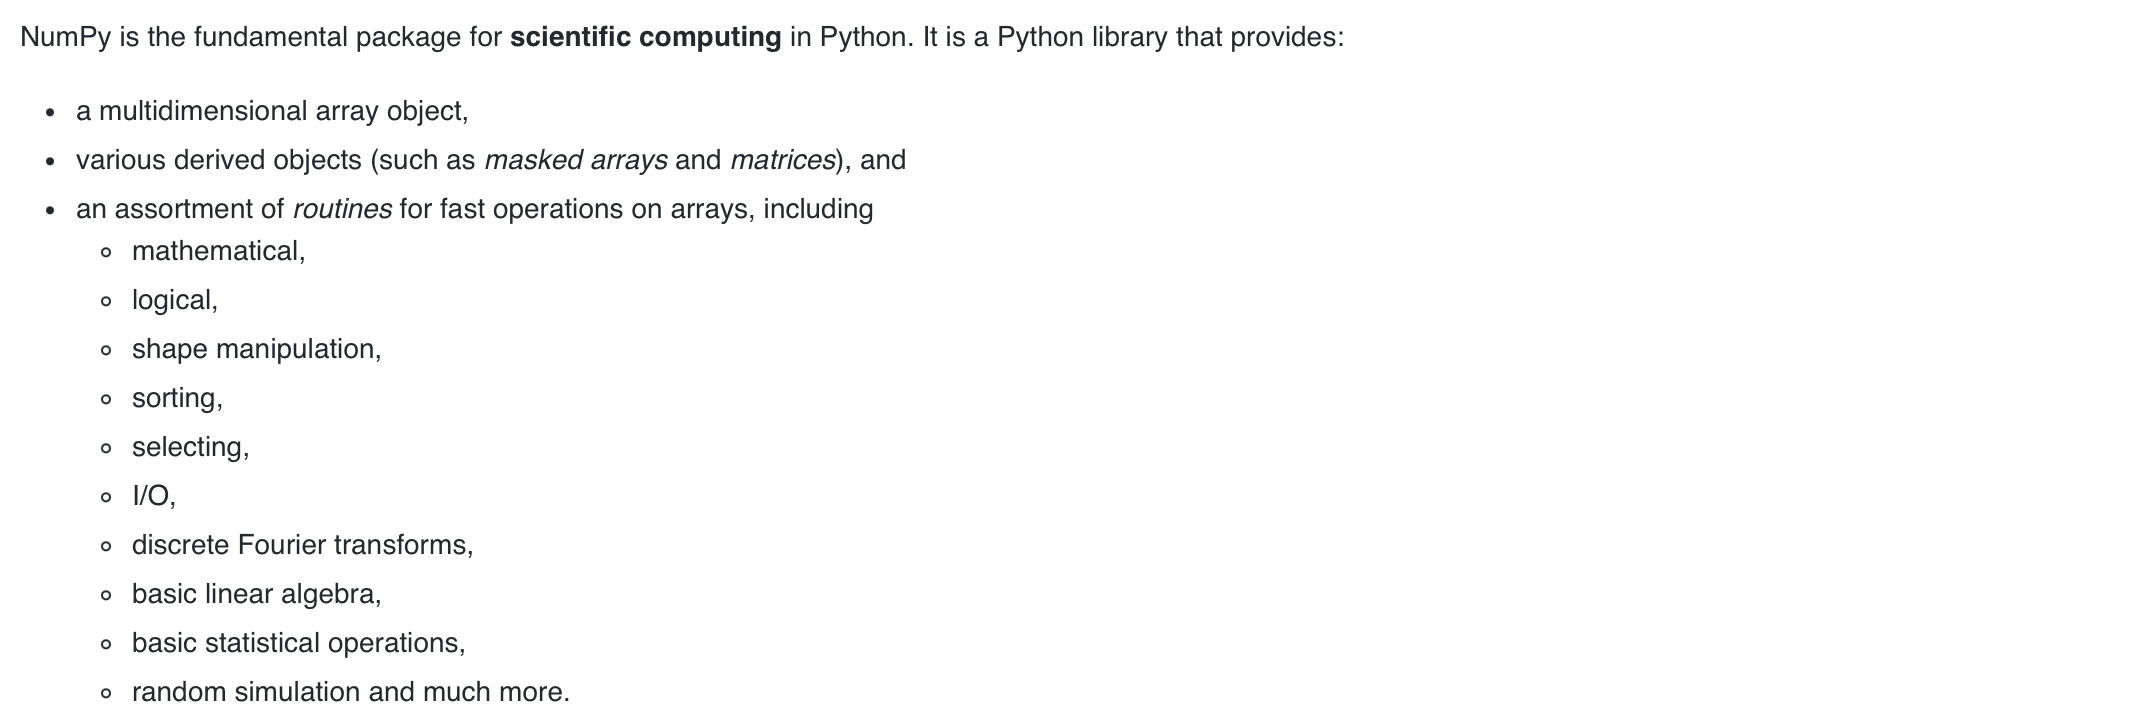 NumPy is the fundamental package for scientific computing in Python. It is a Python library that provides:
• a multidimensional array object,
• various derived objects (such as masked arrays and matrices), and
• an assortment of routines for fast operations on arrays, including
◦ mathematical,
◦ logical,
◦ shape manipulation,
◦ sorting,
◦ selecting,
◦ I/O,
◦ discrete Fourier transforms,
◦ basic linear algebra,
◦ basic statistical operations,
◦ random simulation and much more.